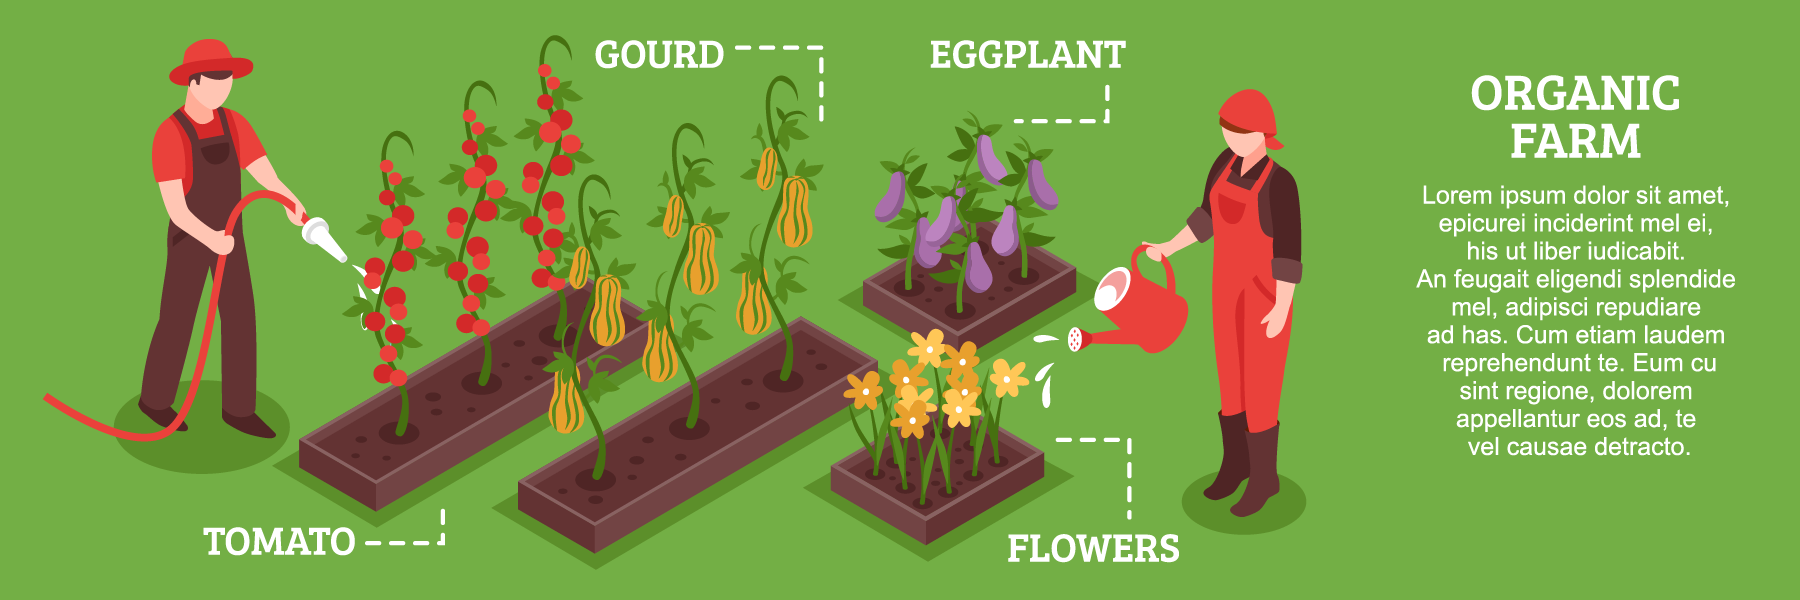 GOURD
EGGPLANT
TOMATO
FLOWERS
ORGANIC
FARM
Lorem ipsum dolor sit amet,
epicurei inciderint mel ei,
his ut liber iudicabit.
An feugait eligendi splendide
mel, adipisci repudiare
ad has. Cum etiam laudem
reprehendunt te. Eum cu
sint regione, dolorem
appellantur eos ad, te
vel causae detracto.